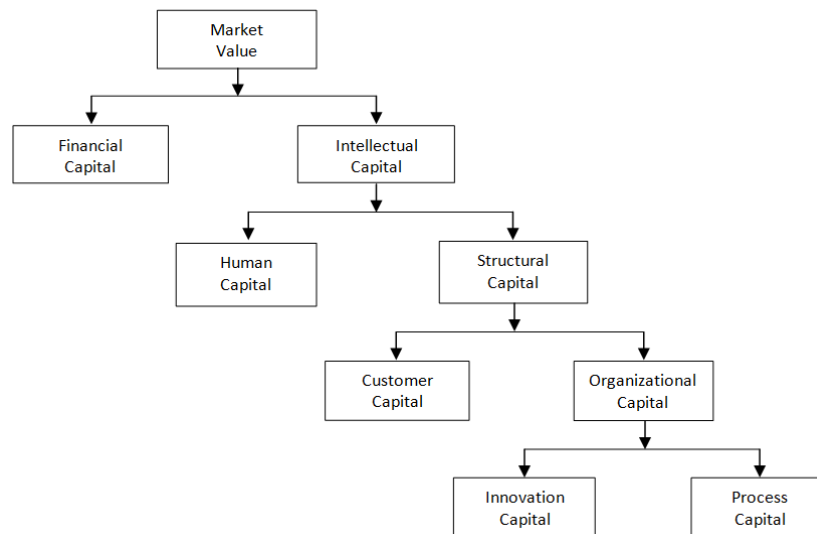 Market
Value
Financial
Capital
Intellectual
Capital
Human
Capital
Structural
Capital
Customer
Capital
Organizational
Capital
Innovation
Capital
Process
Capital